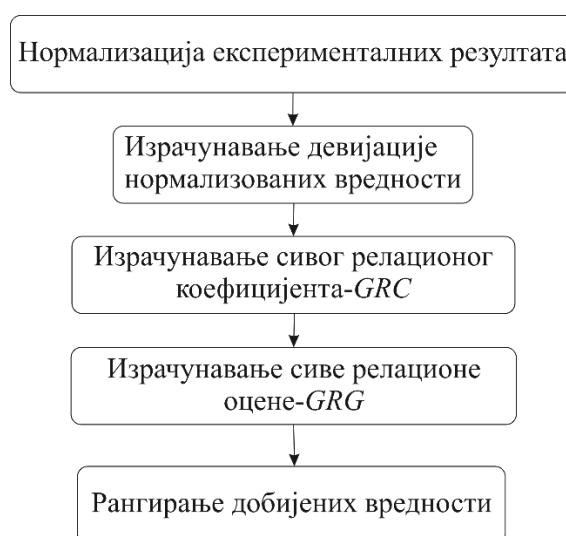 Нормализација експерименталних резултата
Израчунавање девијације
нормализованих вредности
Израчунавање сивог релационог
коефицијента-GRC
Израчунавање сиве релационе
оцене-GRG
Рангирање добијених вредности